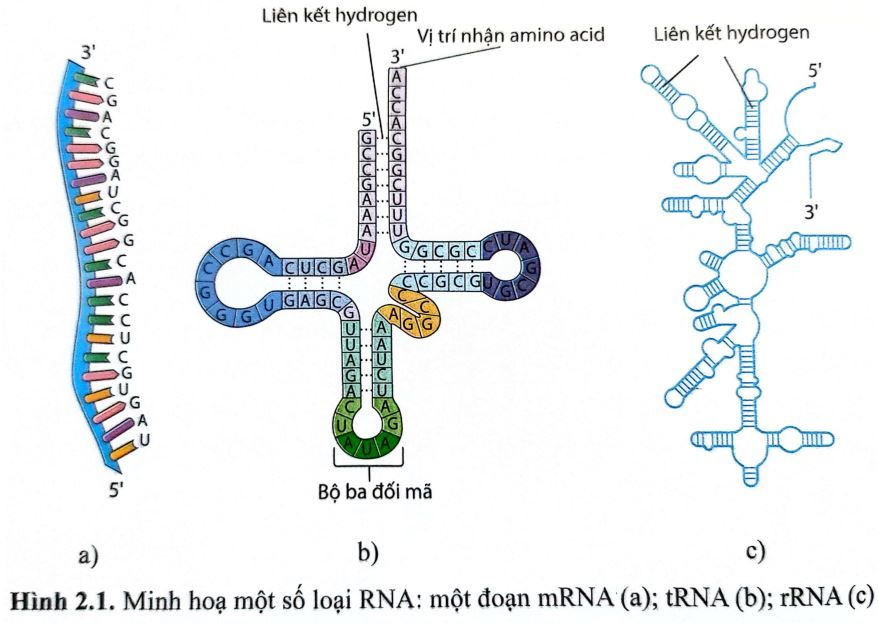 3'
C
G
A
C
G
G
A
U
C
G
G
C
A
C
C
U
C
G
U
G
A
U
5'
a)
Liên kết hydrogen
Vị trí nhận amino acid
3'
A
C
C
A
C
G
G
C
U
U
U
5'
G
C
C
G
A
A
A
U
G G C G C C U A G
C C G C G U G C
C C G G A
C C G A C U C G A
G G G U G A G C G
U
U
A
G
A
C
U
A U A
G
A
A
A
U
C
U
Bộ ba đối mã
b)
Liên kết hydrogen
5'
3'
c)
Hình 2.1. Minh hoạ một số loại RNA: một đoạn mRNA (a); tRNA (b); rRNA (c)